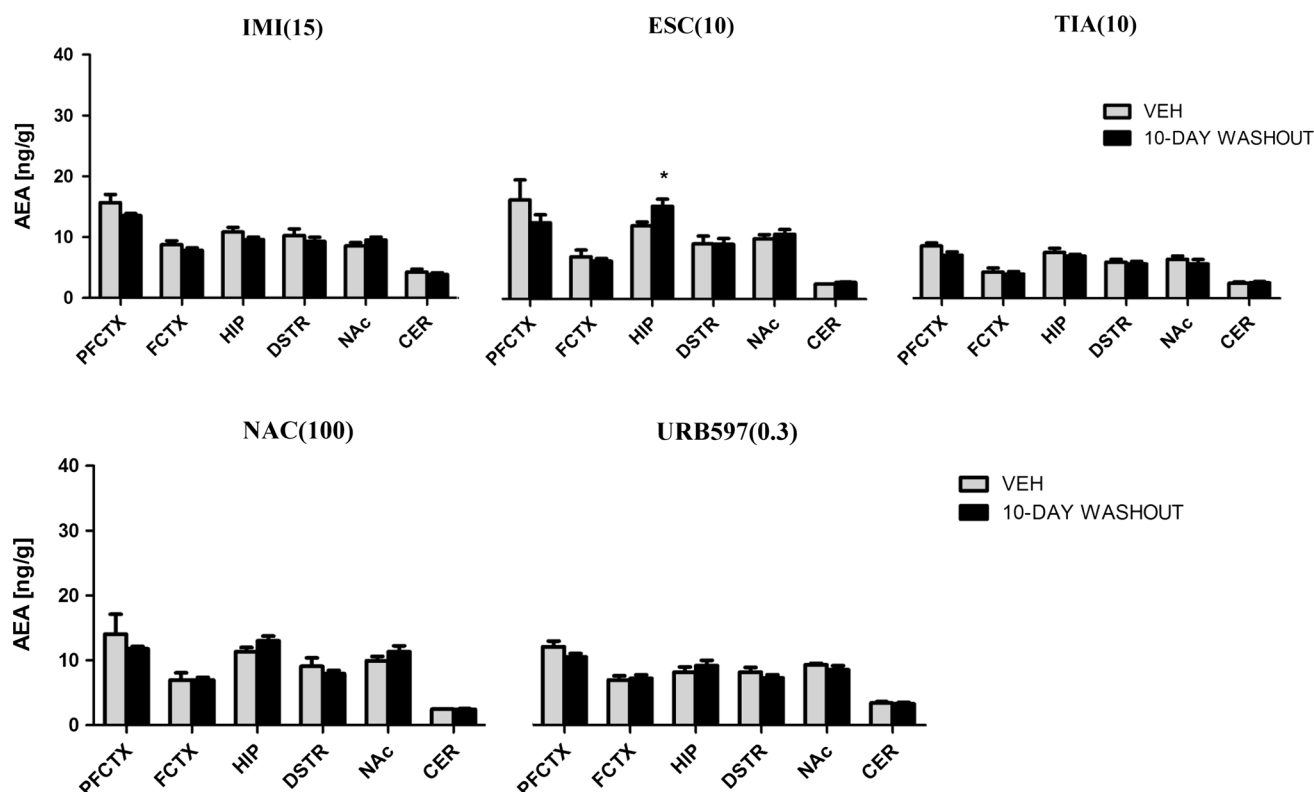 IMI(15)
ESC(10)
TIA(10)
AEA [ng/g]
40
30
20
10
0
*
VEH
10-DAY WASHOUT
PFCTX
FCTX
HIP
DSTR
NAc
CER
PFCTX
FCTX
HIP
DSTR
NAc
CER
PFCTX
FCTX
HIP
DSTR
NAc
CER
NAC(100)
URB597(0.3)
AEA [ng/g]
40
30
20
10
0
VEH
10-DAY WASHOUT
PFCTX
FCTX
HIP
DSTR
NAc
CER
PFCTX
FCTX
HIP
DSTR
NAc
CER